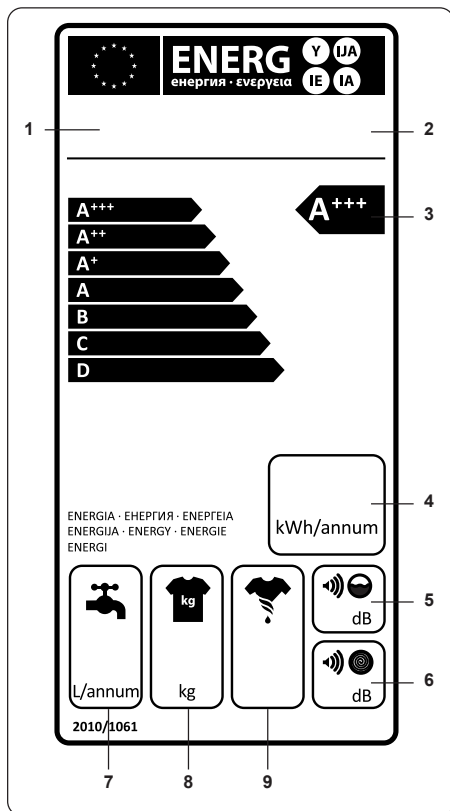 ENERG Y IJA
енергия · ενεργεια IE IA
1 2
A+++ A+++ 3
A++
A+
A
B
C
D
4
ENERGIA · ЕНЕРГИЯ · ΕΝΕΡΓΕΙΑ kWh/annum
ENERGIJA · ENERGY · ENERGIE
ENERGI
kg
5
dB
6
L/annum kg dB
2010/1061
7 8 9